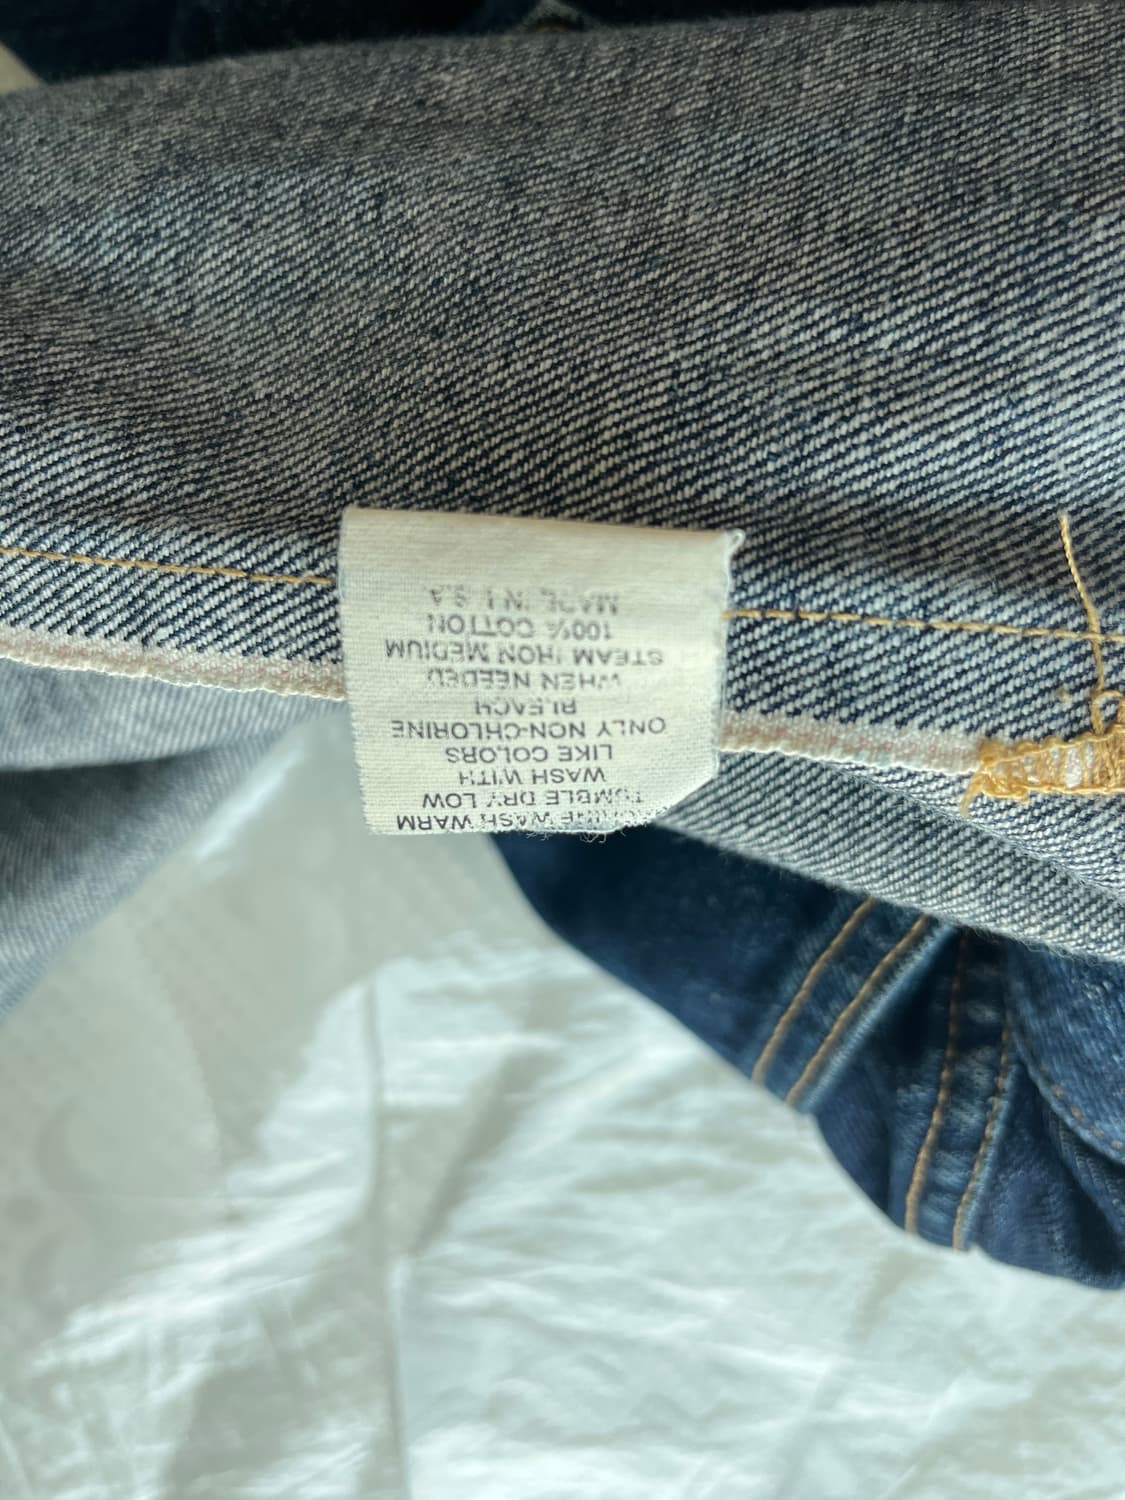 WASH WARM
TUMBLE DRY LOW
WASH WITH
LIKE COLORS
ONLY NON-CHLORINE
BLEACH
WHEN NEEDED
STEAM IRON MEDIUM
100% COTTON
MADE IN U.S.A.